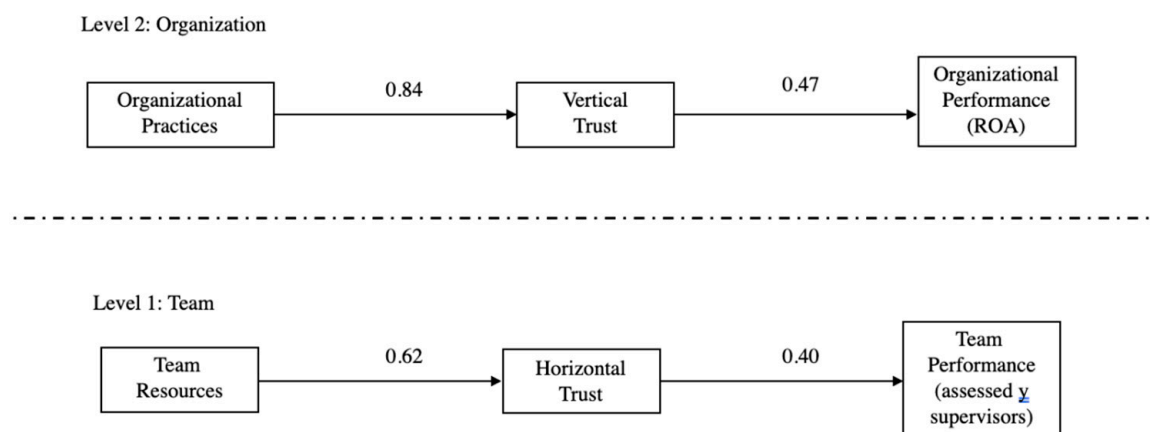 Level 2: Organization
Organizational
Practices
0.84
Vertical
Trust
0.47
Organizational
Performance
(ROA)
Level 1: Team
Team
Resources
0.62
Horizontal
Trust
0.40
Team
Performance
(assessed y
supervisors)